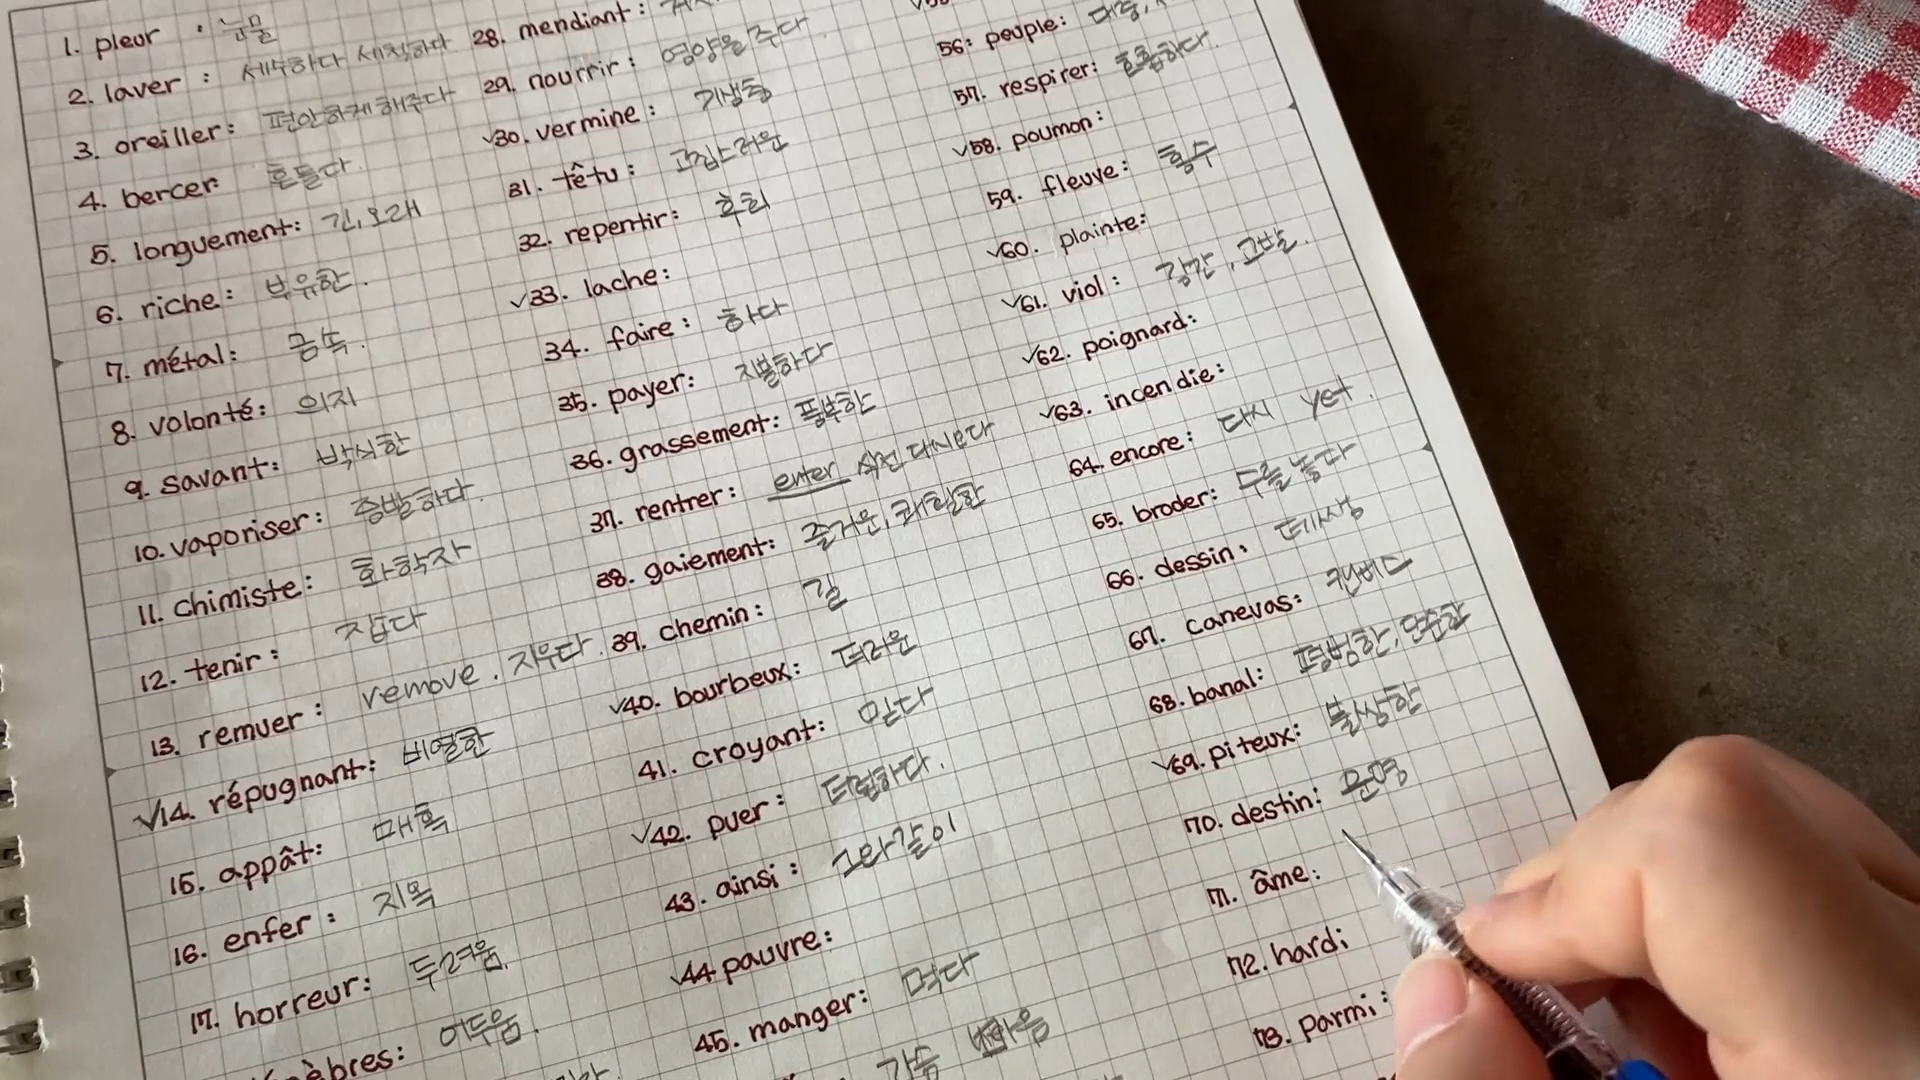 1. pleur : 눈물
2. laver : 세수하다 세척하다
3. oreiller: 편안하게 해주다
4. bercer 흔들다.
5. longuement: 긴, 오래
6. riche: 부유한.
7. métal: 금속.
8. volonté: 의지
9. savant: 박식한
10. vaporiser: 증발하다.
11. chimiste: 화학자
12. tenir: 잡다
13. remuer : remove. 지우다.
√14. répugnant: 비열한
15. appât: 매혹
16. enfer : 지옥
17. horreur: 두려움.
èbres: 어두움.
28. mendiant:
29. nourrir: 영양을 주다.
√30. vermine: 기생충
31. têtu : 고집스러운
32. repentir: 후회
√33. lache:
34. faire: 하다
35. payer: 지불하다
36. grassement: 풍부한
37. rentrer: enter 식전 다시오다
38. gaiement: 즐거운, 쾌활한
39. chemin: 길
√40. bourbeux: 더러운
41. croyant: 믿다
√42. puer: 더럽하다.
43. ainsi: 그와같이
√44 pauvre:
45. manger: 먹다
가슴 마음
56: peuple: 대중,
57. respirer: 호흡하다.
√58. poumon:
59. fleuve: 홍수
√60. plainte:
√61. viol: 강간, 고발.
√62. poignard:
√63. incendie:
64. encore: 다시 yet.
65. broder: 수를 놓다
66. dessin: 데생
67. canevas: 캔버스
68. banal: 평범한, 단순한
√69. piteux: 불쌍한
70. destin: 운명
71. âme:
72. hardi
73. parmi: